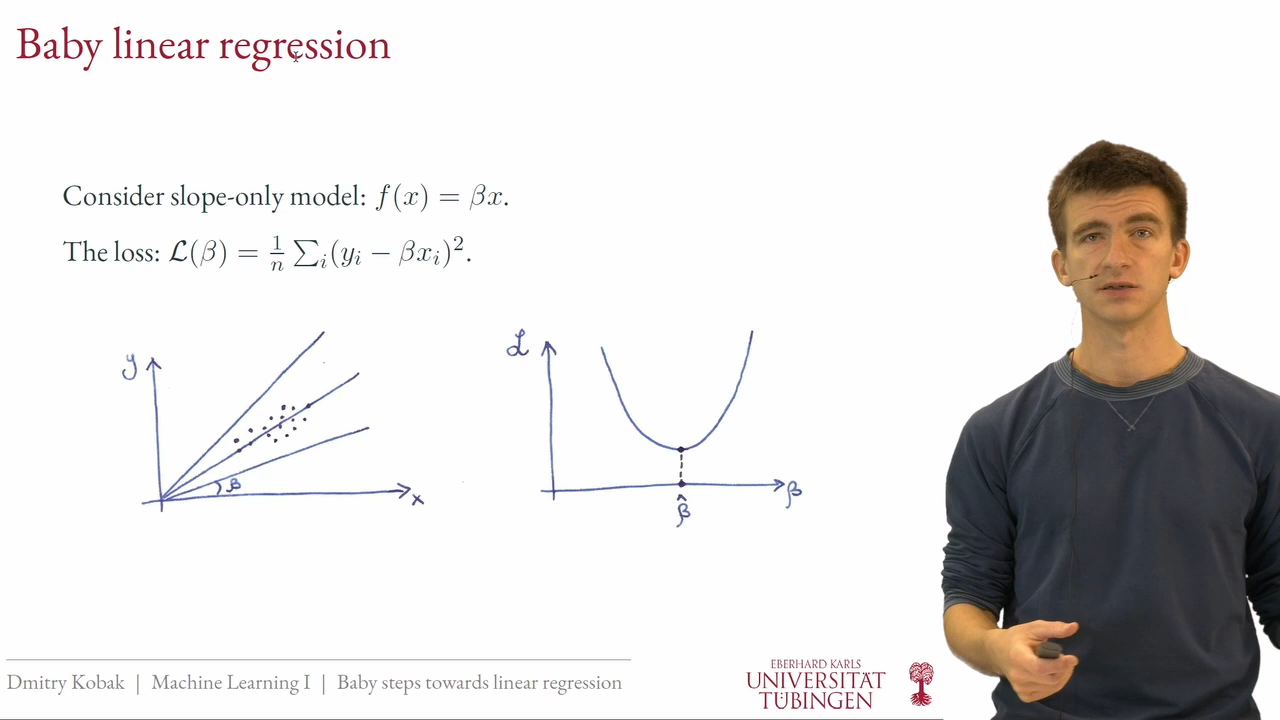 Baby linear regression
Consider slope-only model: f(x) = βx.
The loss: 𝓛(β) = 1/n ∑ᵢ(yᵢ − βxᵢ)².
y
β
x
ℒ
β
β̂
Dmitry Kobak | Machine Learning I | Baby steps towards linear regression
EBERHARD KARLS
UNIVERSITÄT
TÜBINGEN